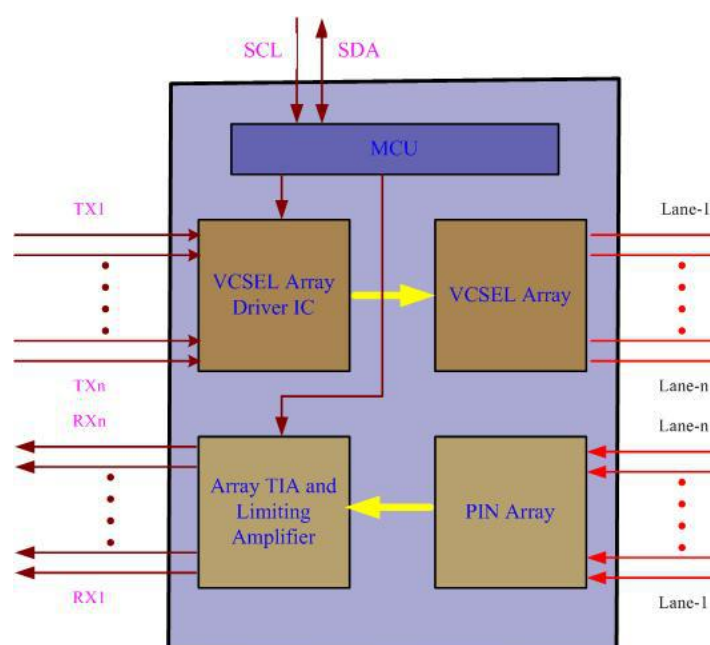 SCL SDA
MCU
TX1
Lane-1
VCSEL Array
Driver IC
VCSEL Array
TXn
Lane-n
RXn
Lane-n
Array TIA and
Limiting
Amplifier
PIN Array
RX1
Lane-1